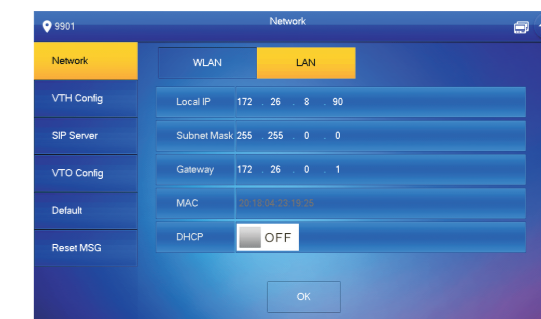 9901
Network
Network
WLAN
LAN
VTH Config
Local IP 172 . 26 . 8 . 90
SIP Server
Subnet Mask 255 . 255 . 0 . 0
VTO Config
Gateway 172 . 26 . 0 . 1
Default
MAC
Reset MSG
DHCP OFF
OK